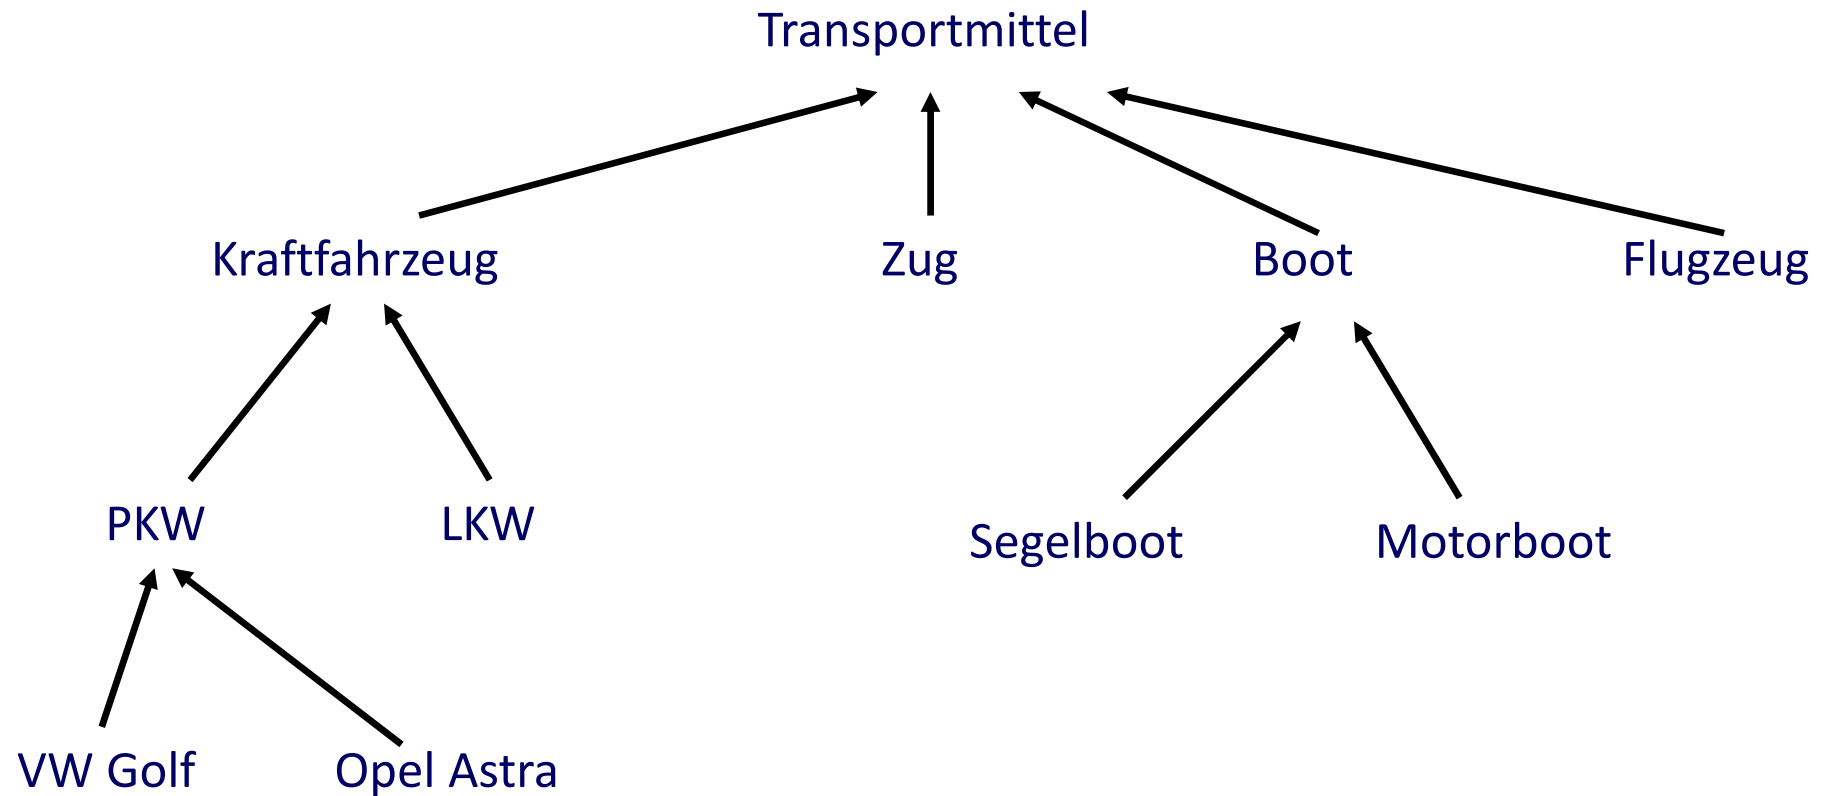 Transportmittel
Kraftfahrzeug
Zug
Boot
Flugzeug
PKW
LKW
Segelboot
Motorboot
VW Golf
Opel Astra